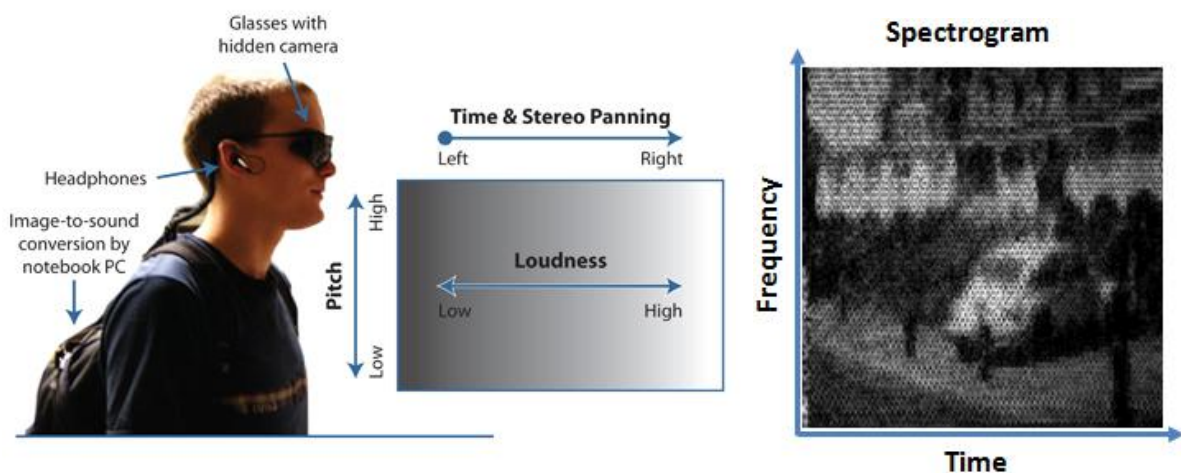 Glasses with
hidden camera
Headphones
Image-to-sound
conversion by
notebook PC
Time & Stereo Panning
Left
Right
High
Pitch
Low
Loudness
Low
High
Spectrogram
Frequency
Time